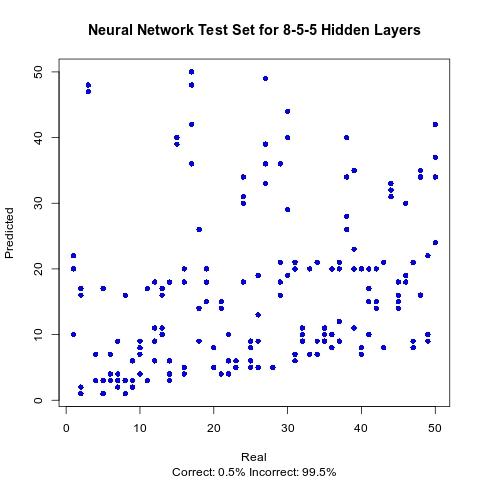 Neural Network Test Set for 8-5-5 Hidden Layers
Predicted
50
40
30
20
10
0
0 10 20 30 40 50
Real
Correct: 0.5% Incorrect: 99.5%